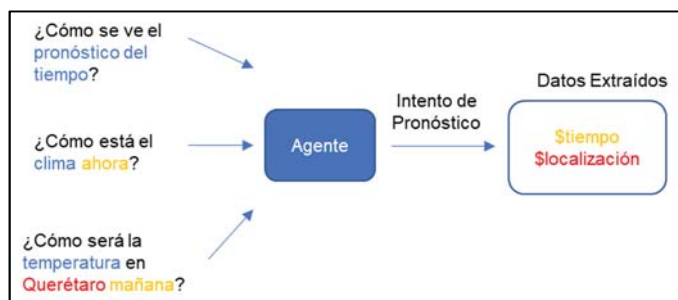 ¿Cómo se ve el
pronóstico del
tiempo?
¿Cómo está el
clima ahora?
¿Cómo será la
temperatura en
Querétaro mañana?
Agente
Intento de
Pronóstico
Datos Extraídos
$tiempo
$localización